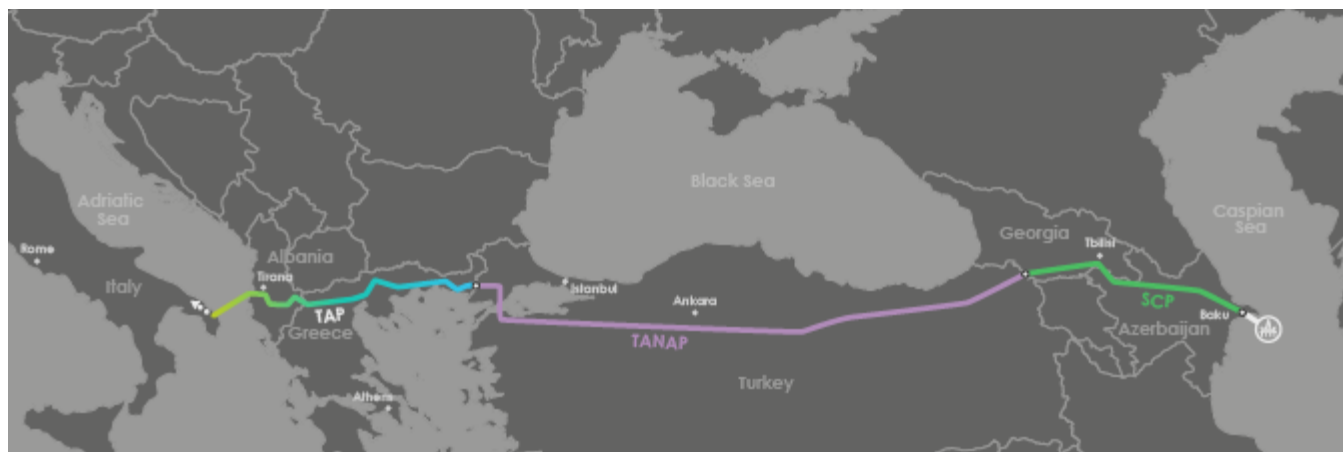 Black Sea
Adriatic
Sea
Caspian
Sea
Georgia
Tbilisi
Rome
Albania
Tirana
Italy
Istanbul
Ankara
TAP
Greece
TANAP
SCP
Baku
Azerbaijan
Turkey
Athens